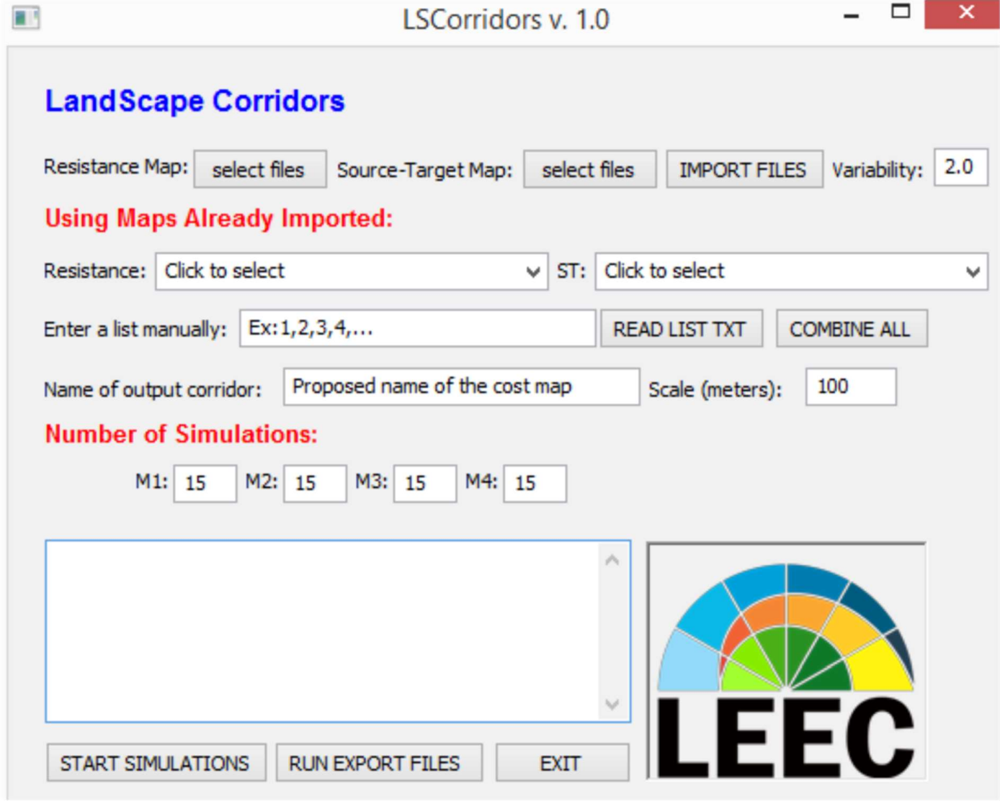 LSCorridors v. 1.0
LandScape Corridors
Resistance Map: select files Source-Target Map: select files IMPORT FILES Variability: 2.0
Using Maps Already Imported:
Resistance: Click to select ST: Click to select
Enter a list manually: Ex:1,2,3,4,... READ LIST TXT COMBINE ALL
Name of output corridor: Proposed name of the cost map Scale (meters): 100
Number of Simulations:
M1: 15 M2: 15 M3: 15 M4: 15
LEEC
START SIMULATIONS RUN EXPORT FILES EXIT